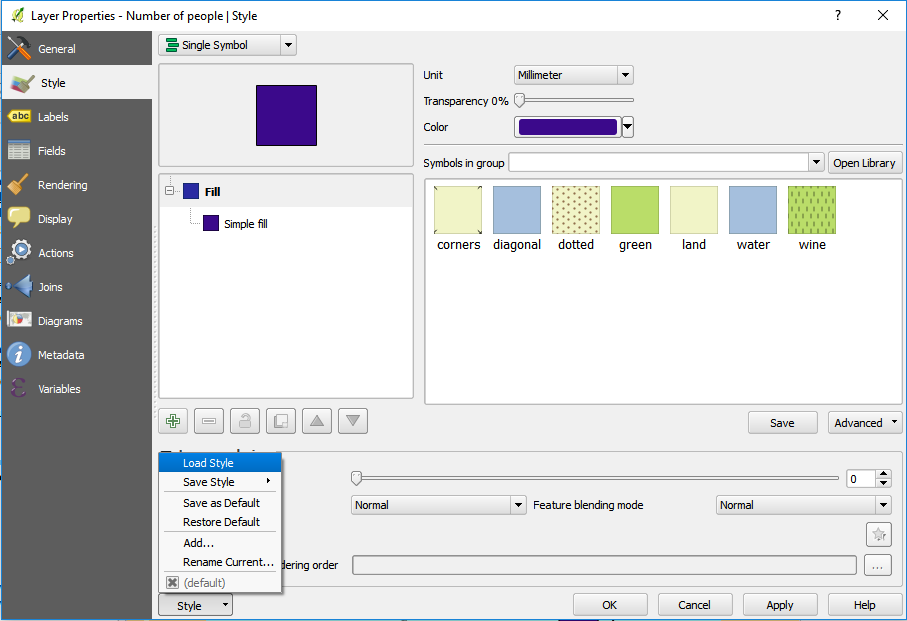 Layer Properties - Number of people | Style
?
General
Style
abc Labels
Fields
Rendering
Display
Actions
Joins
Diagrams
Metadata
Variables
Single Symbol
Fill
Simple fill
Unit
Millimeter
Transparency 0%
Color
Symbols in group
Open Library
corners diagonal dotted green land water wine
Save
Advanced
Load Style
Save Style
Save as Default
Restore Default
Add...
Rename Current...
(default)
Style
0
Normal
Feature blending mode
Normal
dering order
...
OK
Cancel
Apply
Help